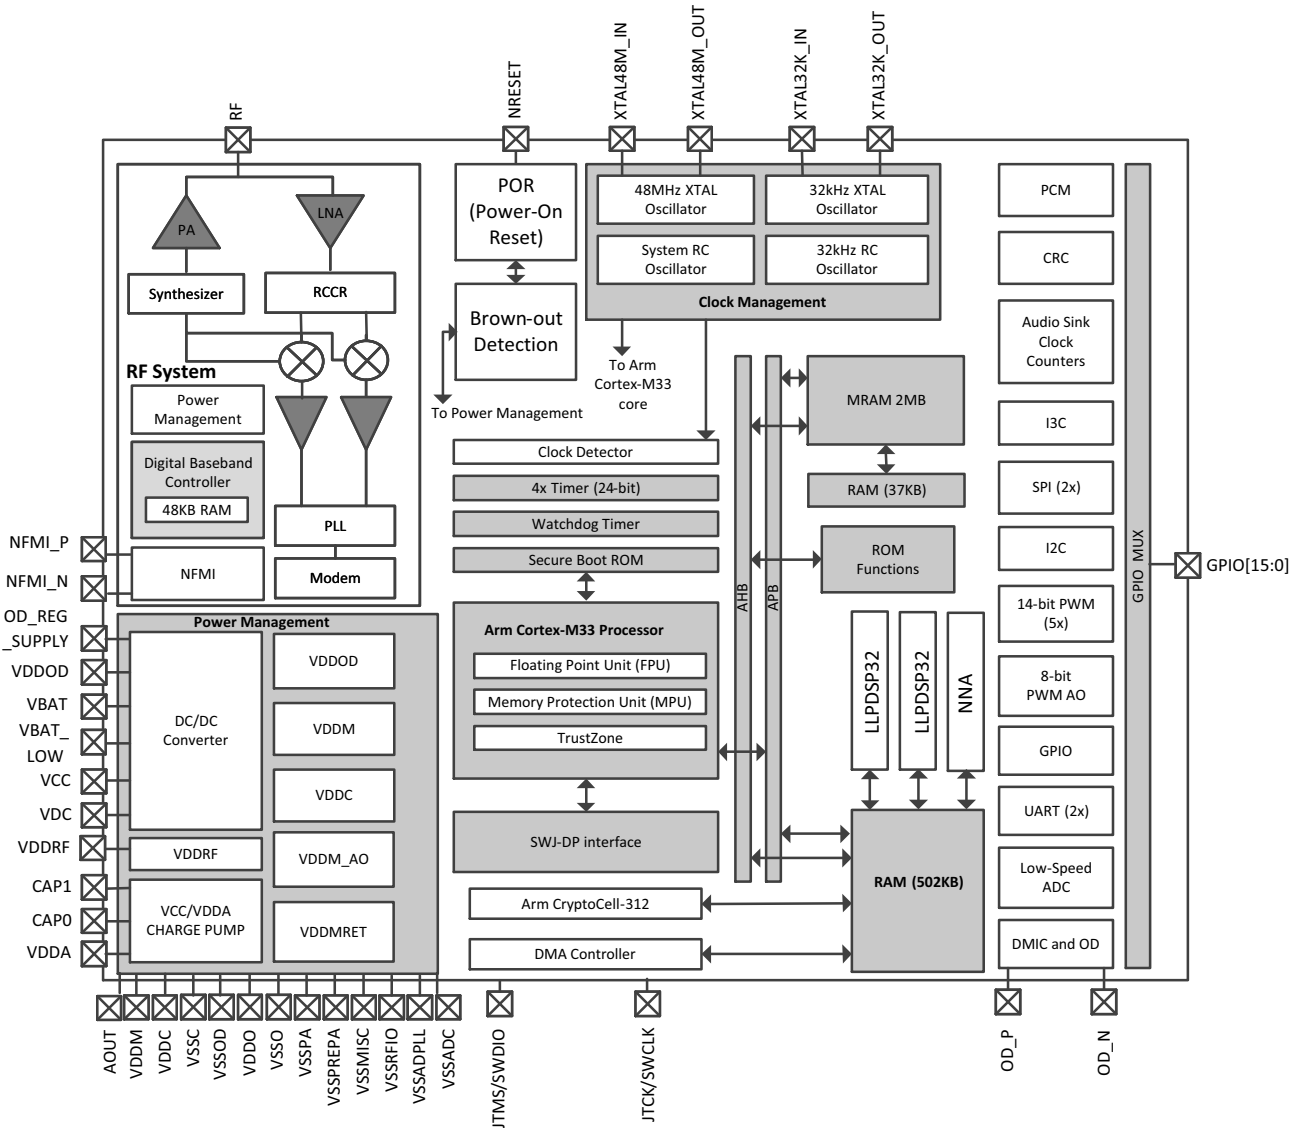 RF
NRESET
XTAL48M_IN
XTAL48M_OUT
XTAL32K_IN
XTAL32K_OUT
PA
LNA
Synthesizer
RCCR
RF System
Power
Management
Digital Baseband
Controller
48KB RAM
NFMI
PLL
Modem
POR
(Power-On
Reset)
Brown-out
Detection
To Power Management
48MHz XTAL
Oscillator
32kHz XTAL
Oscillator
System RC
Oscillator
32kHz RC
Oscillator
Clock Management
To Arm
Cortex-M33
core
Clock Detector
4x Timer (24-bit)
Watchdog Timer
Secure Boot ROM
Arm Cortex-M33 Processor
Floating Point Unit (FPU)
Memory Protection Unit (MPU)
TrustZone
SWJ-DP interface
Arm CryptoCell-312
DMA Controller
AHB
APB
MRAM 2MB
RAM (37KB)
ROM
Functions
LLPDSP32
LLPDSP32
NNA
RAM (502KB)
PCM
CRC
Audio Sink
Clock
Counters
I3C
SPI (2x)
I2C
14-bit PWM
(5x)
8-bit
PWM AO
GPIO
UART (2x)
Low-Speed
ADC
DMIC and OD
GPIO MUX
GPIO[15:0]
NFMI_P
NFMI_N
OD_REG
_SUPPLY
VDDOD
VBAT
VBAT_
LOW
VCC
VDC
VDDRF
CAP1
CAP0
VDDA
Power Management
DC/DC
Converter
VDDRF
VCC/VDDA
CHARGE PUMP
VDDOD
VDDM
VDDC
VDDM_AO
VDDMRET
AOUT
VDDM
VDDC
VSSC
VSSOD
VDDO
VSSO
VSSPA
VSSPREPA
VSSMISC
VSSRFIO
VSSADPLL
VSSADC
JTMS/SWDIO
JTCK/SWCLK
OD_P
OD_N